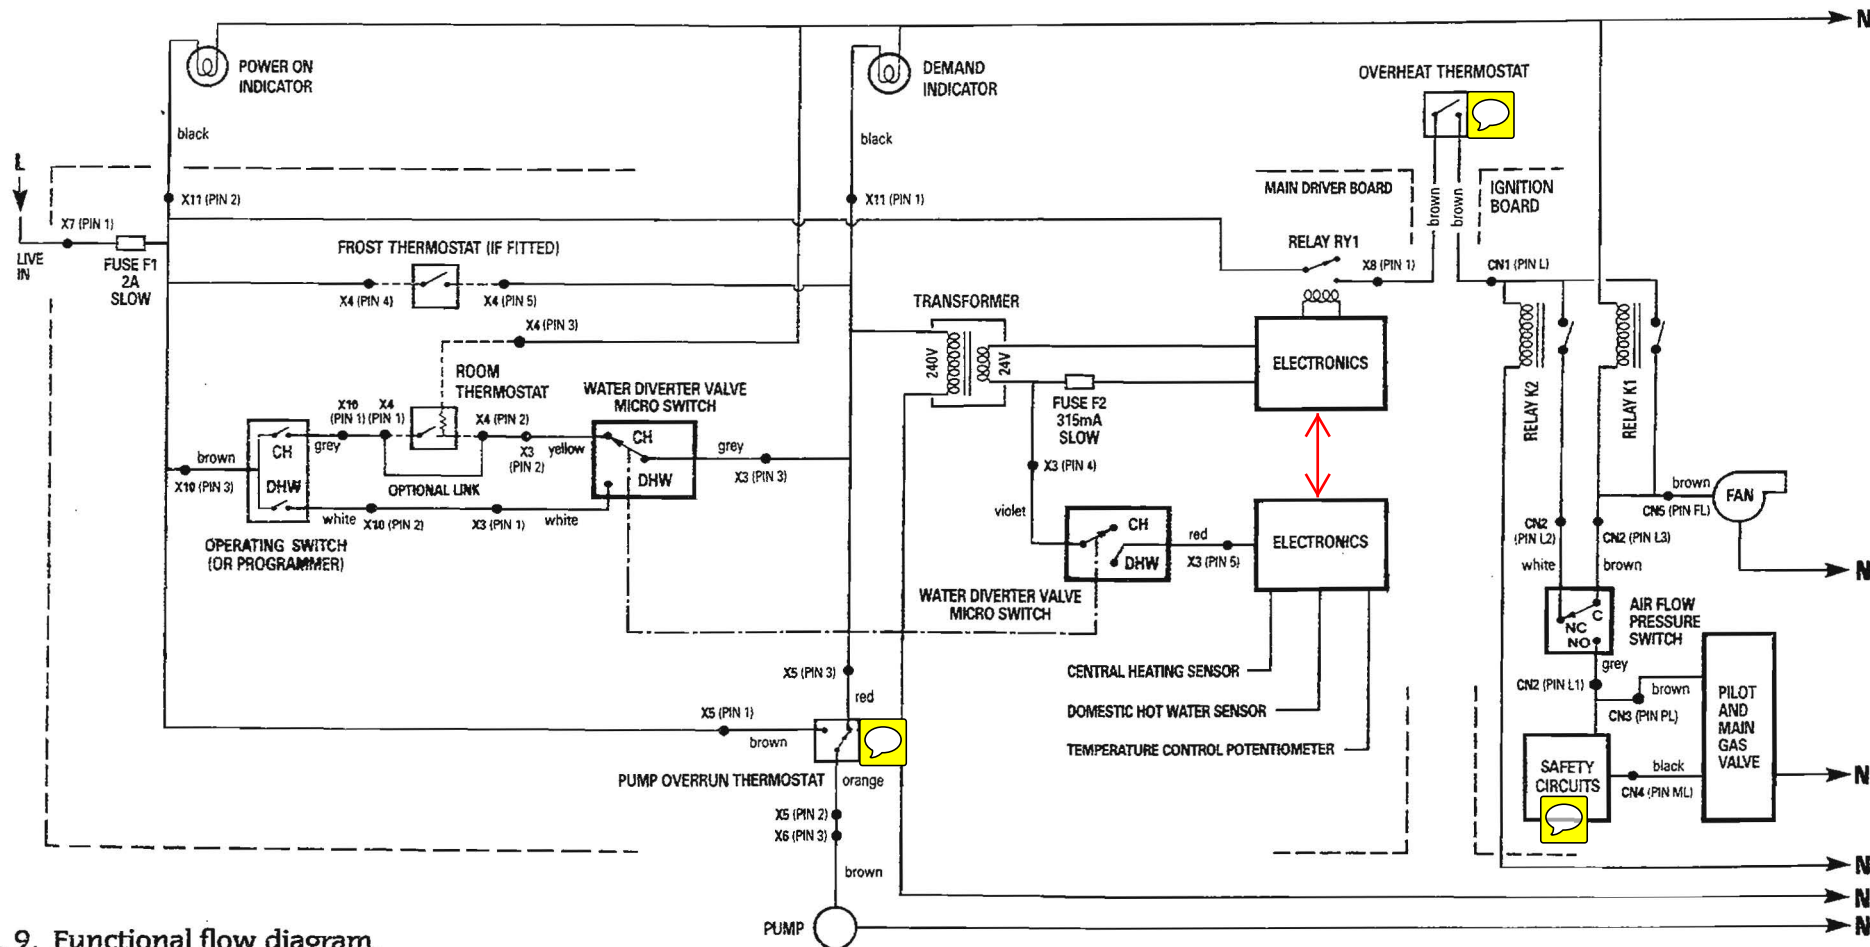 N
POWER ON
INDICATOR
DEMAND
INDICATOR
OVERHEAT THERMOSTAT
black
black
L
MAIN DRIVER BOARD
brown
brown
IGNITION
BOARD
X11 (PIN 2)
X11 (PIN 1)
X7 (PIN 1)
LIVE
IN
FUSE F1
2A
SLOW
FROST THERMOSTAT (IF FITTED)
X4 (PIN 4)
X4 (PIN 5)
RELAY RY1
X8 (PIN 1)
CN1 (PIN L)
TRANSFORMER
240V
24V
X4 (PIN 3)
ROOM
THERMOSTAT
WATER DIVERTER VALVE
MICRO SWITCH
ELECTRONICS
FUSE F2
315mA
SLOW
RELAY K2
RELAY K1
X10
(PIN 1)
X4
(PIN 1)
X4 (PIN 2)
grey
CH
DHW
X3
(PIN 2)
yellow
CH
DHW
grey
X3 (PIN 3)
brown
X10 (PIN 3)
OPTIONAL LINK
white
X10 (PIN 2)
X3 (PIN 1)
white
OPERATING SWITCH
(OR PROGRAMMER)
X3 (PIN 4)
violet
CH
DHW
red
X3 (PIN 5)
ELECTRONICS
WATER DIVERTER VALVE
MICRO SWITCH
brown
FAN
CN5 (PIN FL)
CN2
(PIN L2)
CN2 (PIN L3)
white
brown
N
NC
C
NO
AIR FLOW
PRESSURE
SWITCH
grey
CN2 (PIN L1)
brown
CN3 (PIN PL)
PILOT
AND
MAIN
GAS
VALVE
CENTRAL HEATING SENSOR
DOMESTIC HOT WATER SENSOR
TEMPERATURE CONTROL POTENTIOMETER
X5 (PIN 3)
red
X5 (PIN 1)
brown
PUMP OVERRUN THERMOSTAT
orange
SAFETY
CIRCUITS
black
CN4 (PIN ML)
N
X5 (PIN 2)
X6 (PIN 3)
brown
N
N
PUMP
N
9. Functional flow diagram